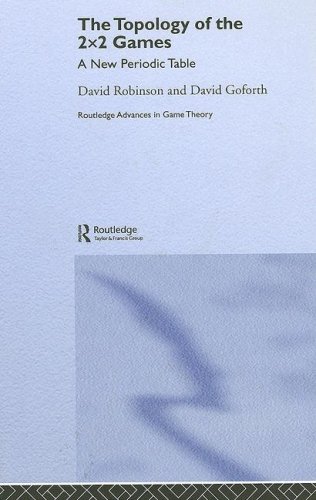 The Topology of the
2×2 Games
A New Periodic Table
David Robinson and David Goforth
Routledge Advances in Game Theory
Routledge
Taylor & Francis Group